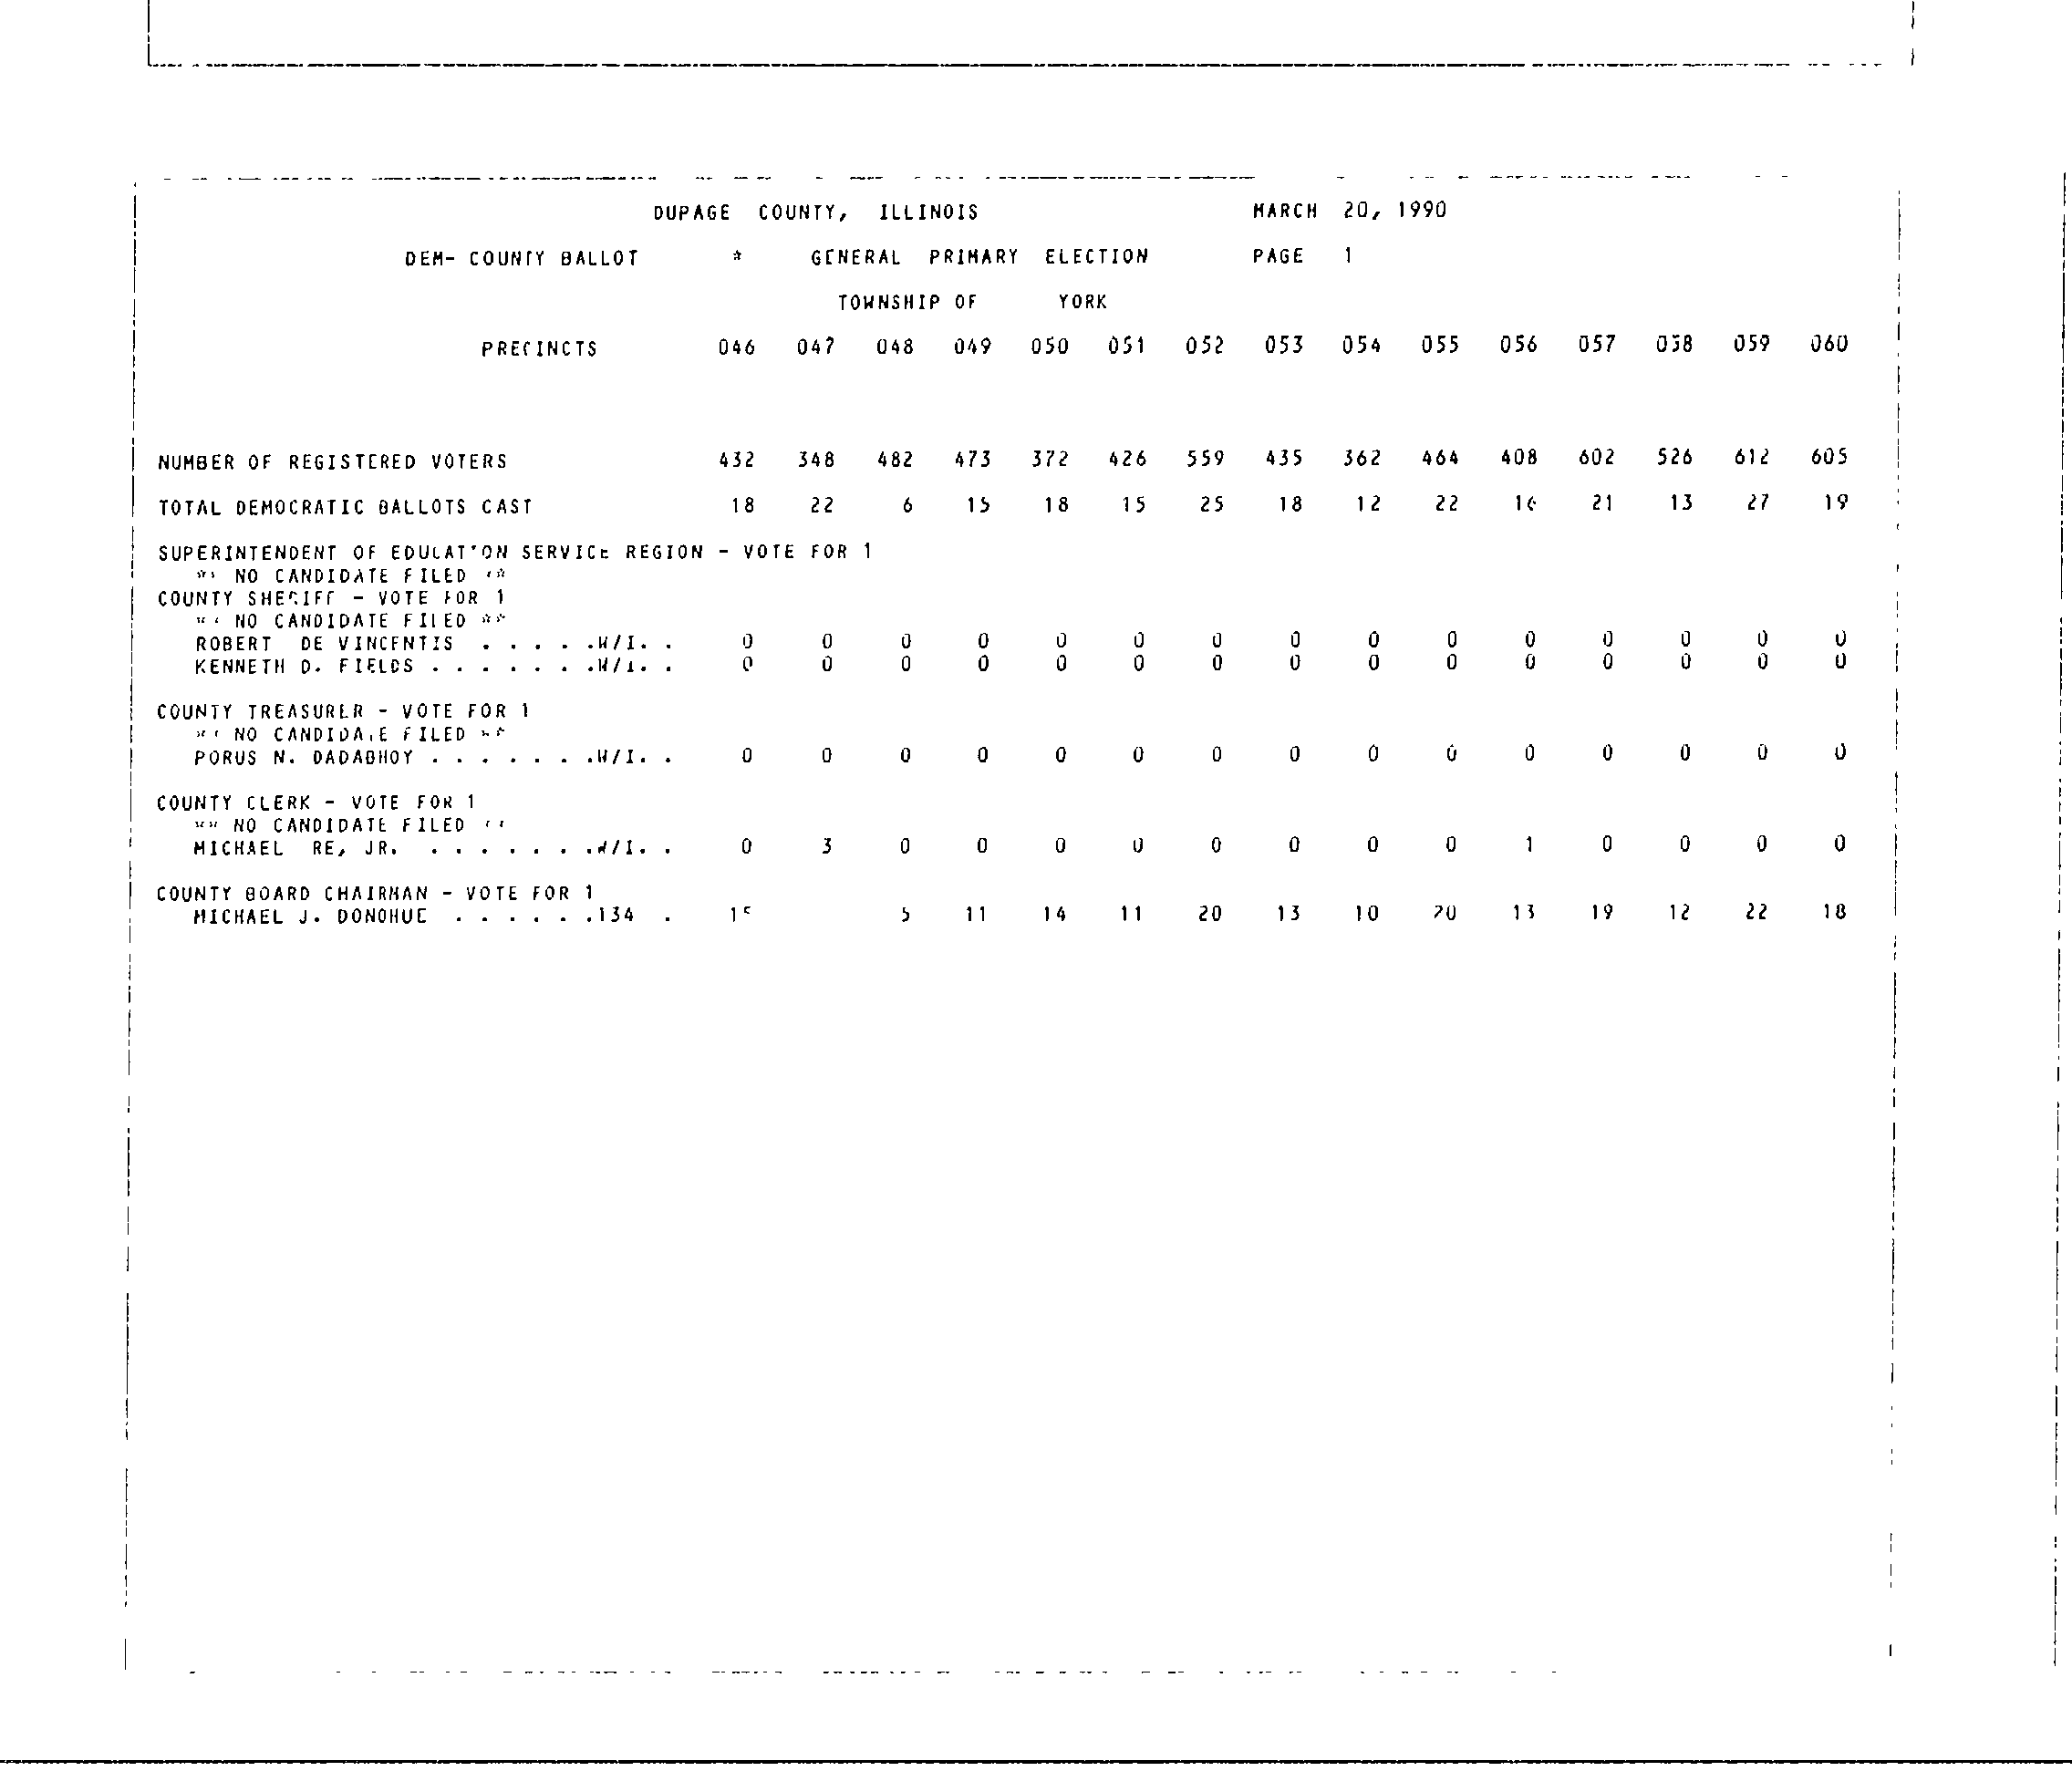 DUPAGE COUNTY, ILLINOIS MARCH 20, 1990
DEM- COUNTY BALLOT * GENERAL PRIMARY ELECTION PAGE 1
TOWNSHIP OF YORK
PRECINCTS 046 047 048 049 050 051 052 053 054 055 056 057 058 059 060
NUMBER OF REGISTERED VOTERS 432 348 482 473 372 426 559 435 362 464 408 602 526 612 605
TOTAL DEMOCRATIC BALLOTS CAST 18 22 6 15 18 15 25 18 12 22 16 21 13 27 19
SUPERINTENDENT OF EDUCATION SERVICE REGION - VOTE FOR 1
** NO CANDIDATE FILED **
COUNTY SHERIFF - VOTE FOR 1
** NO CANDIDATE FILED **
ROBERT DE VINCENTIS . . . . .W/I. . 0 0 0 0 0 0 0 0 0 0 0 0 0 0 0
KENNETH D. FIELDS . . . . . . .W/I. . 0 0 0 0 0 0 0 0 0 0 0 0 0 0 0
COUNTY TREASURER - VOTE FOR 1
** NO CANDIDATE FILED **
PORUS N. DADABHOY . . . . . . .W/I. . 0 0 0 0 0 0 0 0 0 0 0 0 0 0 0
COUNTY CLERK - VOTE FOR 1
** NO CANDIDATE FILED **
MICHAEL RE, JR. . . . . . . .W/I. . 0 3 0 0 0 0 0 0 0 0 1 0 0 0 0
COUNTY BOARD CHAIRMAN - VOTE FOR 1
MICHAEL J. DONOHUE . . . . . .134 . 5 11 14 11 20 13 10 20 13 19 12 22 18